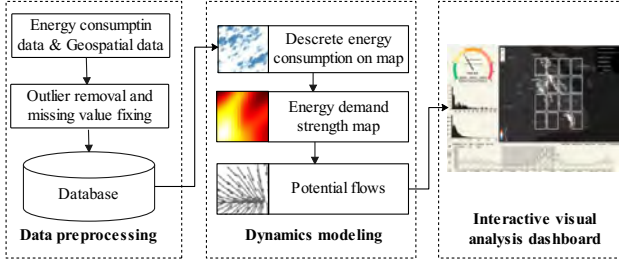 Energy consumptin
data & Geospatial data
Outlier removal and
missing value fixing
Database
Data preprocessing
Descrete energy
consumption on map
Energy demand
strength map
Potential flows
Dynamics modeling
Interactive visual
analysis dashboard